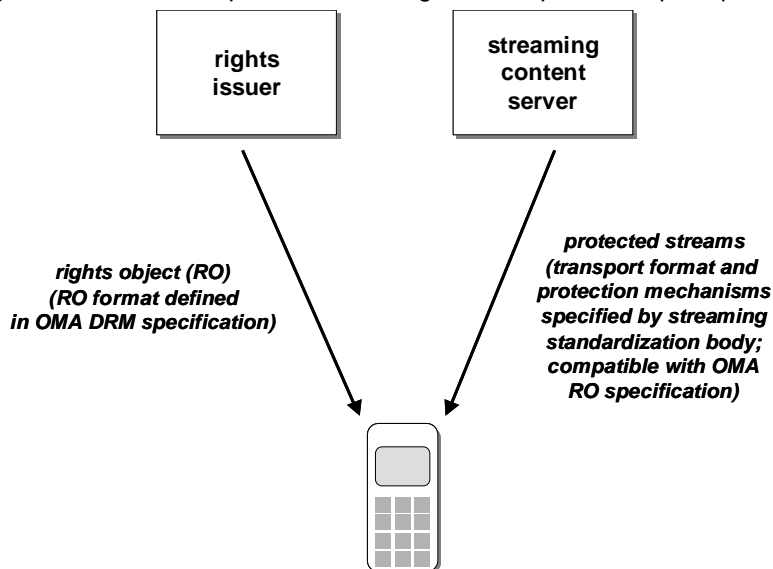 rights
issuer
streaming
content
server
rights object (RO)
(RO format defined
in OMA DRM specification)
protected streams
(transport format and
protection mechanisms
specified by streaming
standardization body;
compatible with OMA
RO specification)